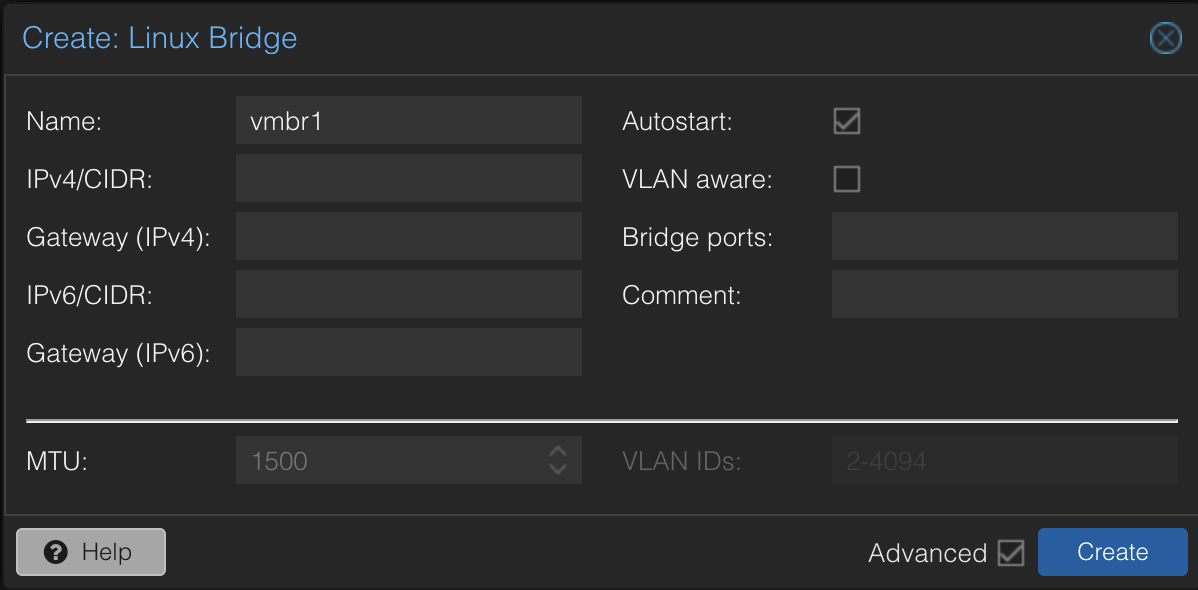 Create: Linux Bridge
Name: vmbr1
Autostart:
IPv4/CIDR:
VLAN aware:
Gateway (IPv4):
Bridge ports:
IPv6/CIDR:
Comment:
Gateway (IPv6):
MTU: 1500
VLAN IDs: 2-4094
Help
Advanced
Create